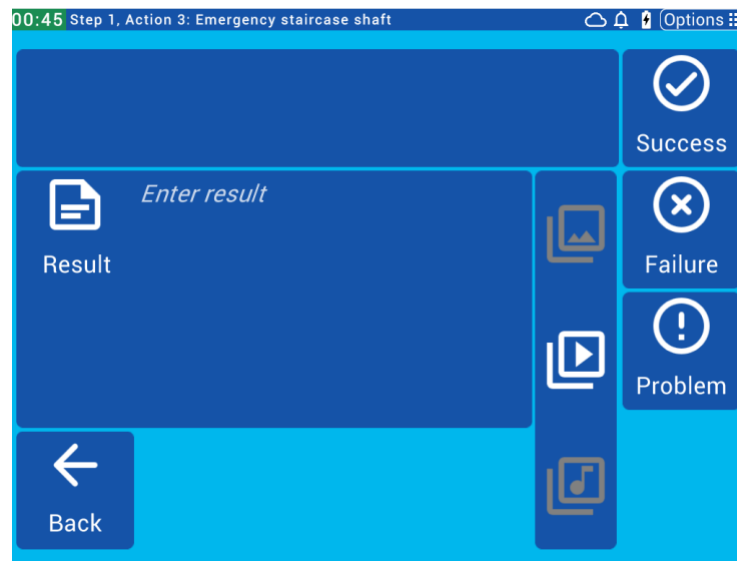 00:45 Step 1, Action 3: Emergency staircase shaft Options
Success
Enter result
Result
Failure
Problem
Back